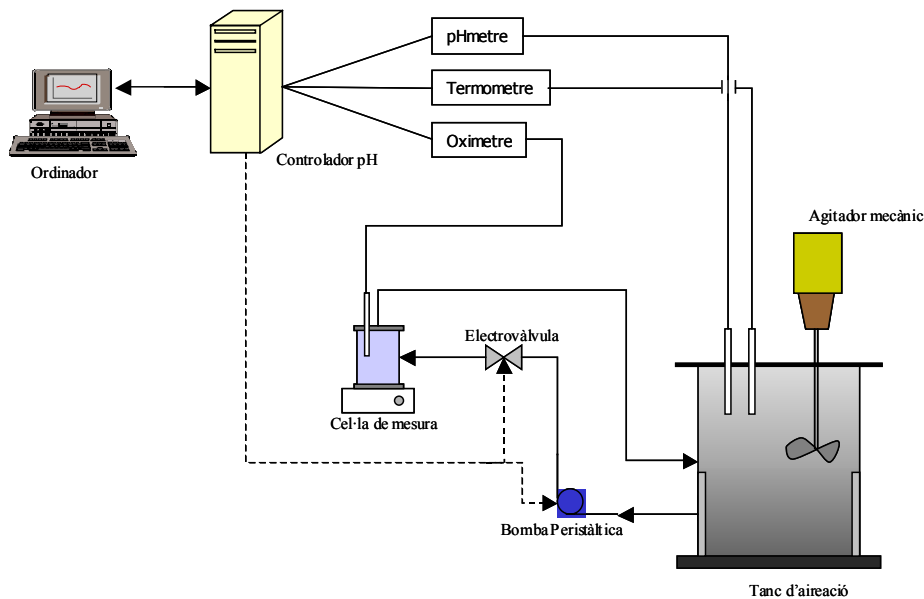 pHmetre
Termometre
Oximetre
Controlador pH
Ordinador
Agitador mecànic
Electrovàlvula
Cel·la de mesura
Bomba Peristàltica
Tanc d'aireació